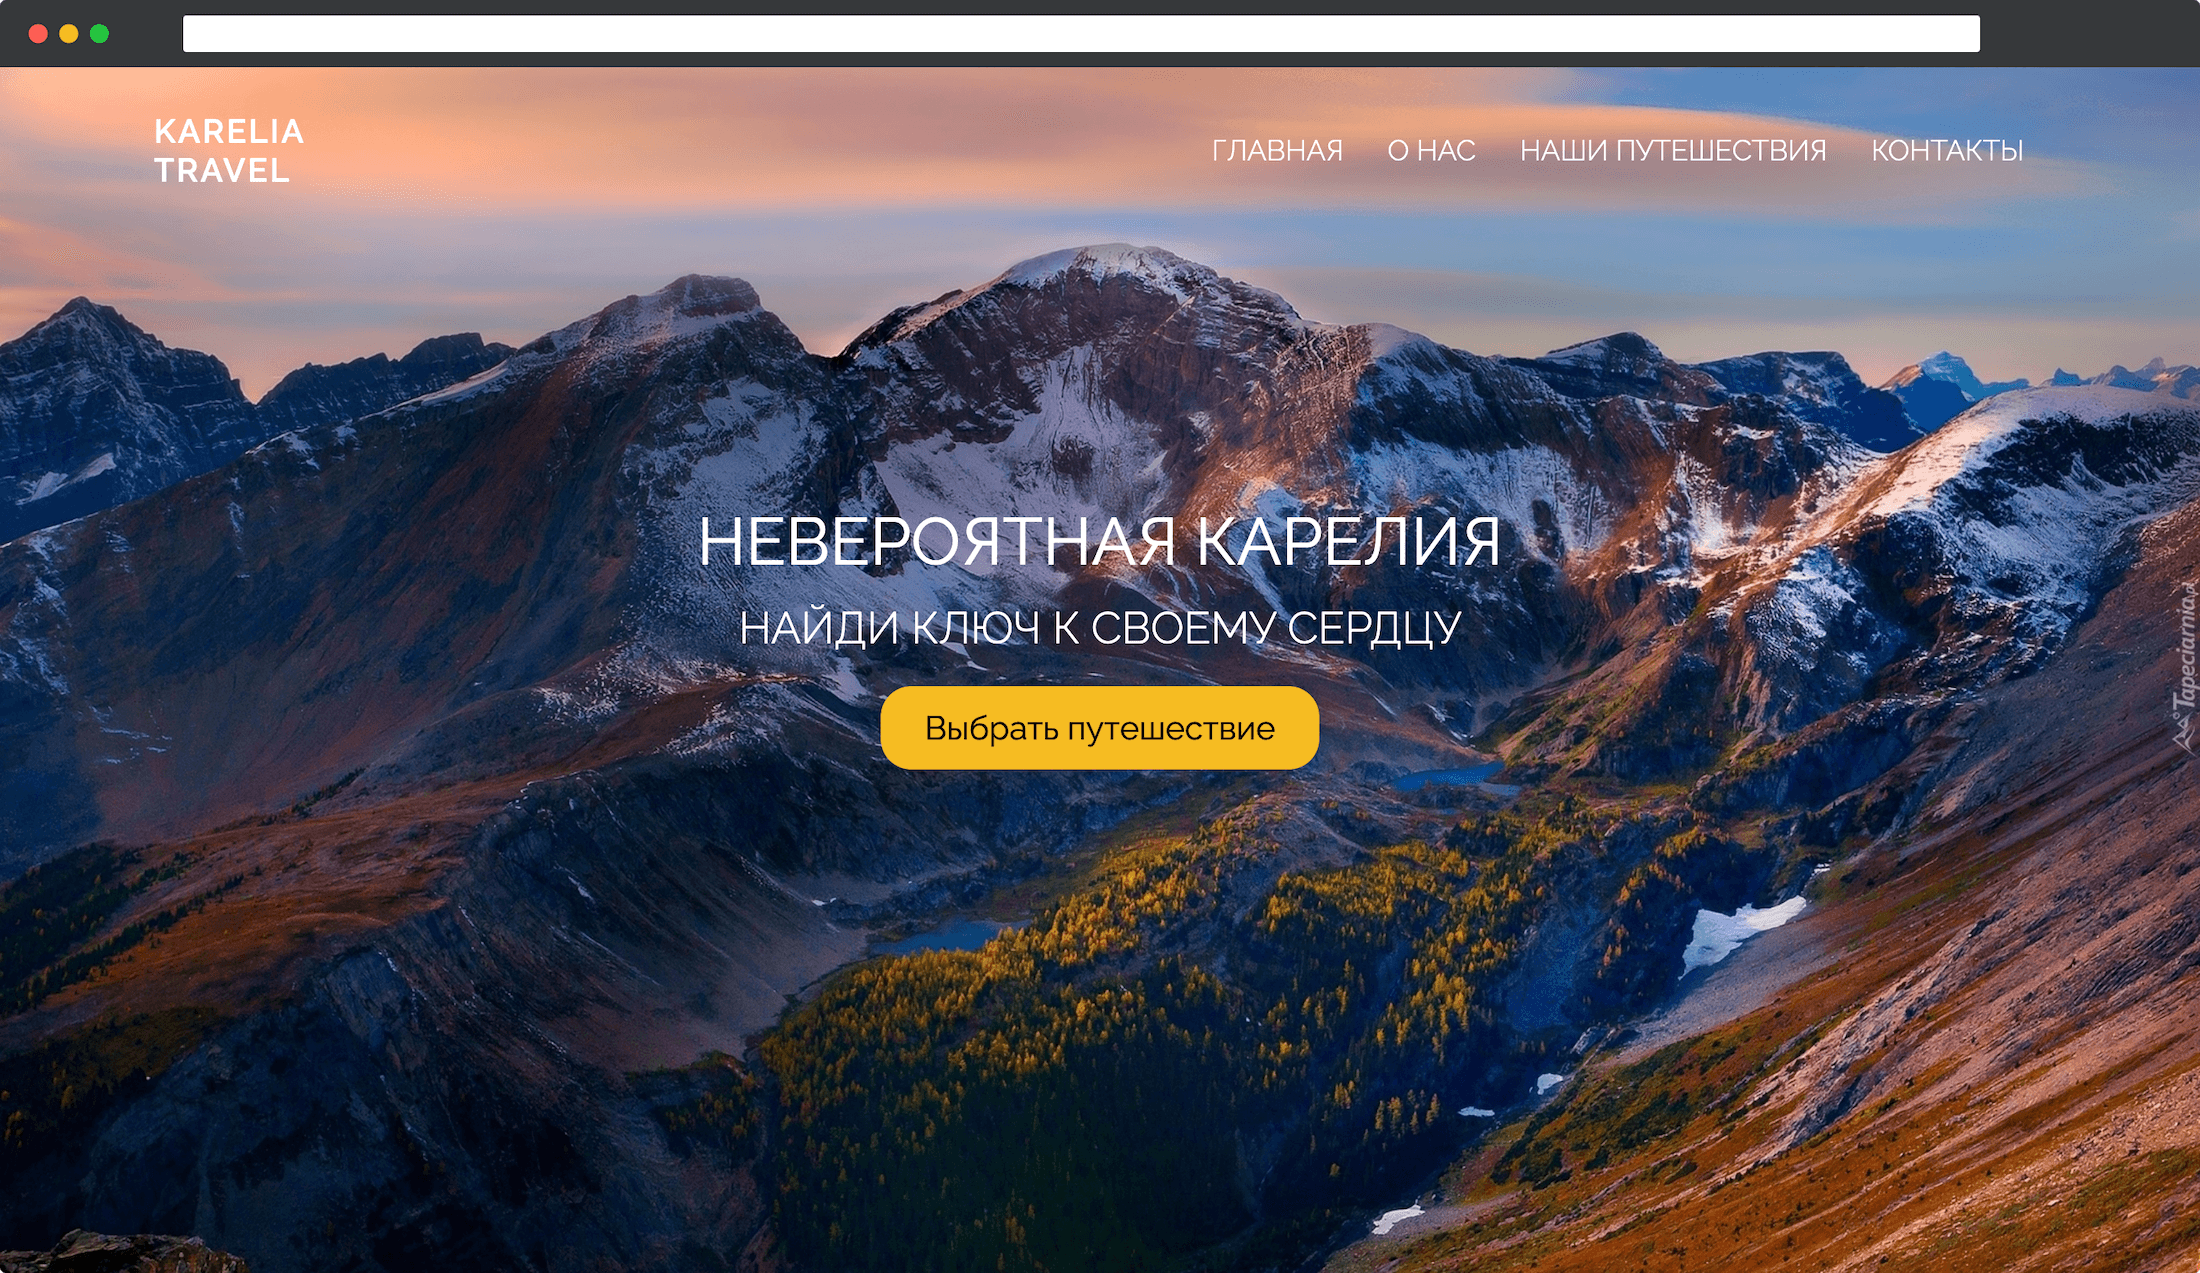 KARELIA
TRAVEL
ГЛАВНАЯ О НАС НАШИ ПУТЕШЕСТВИЯ КОНТАКТЫ
НЕВЕРОЯТНАЯ КАРЕЛИЯ
НАЙДИ КЛЮЧ К СВОЕМУ СЕРДЦУ
Выбрать путешествие
Tapeciarnia.pl